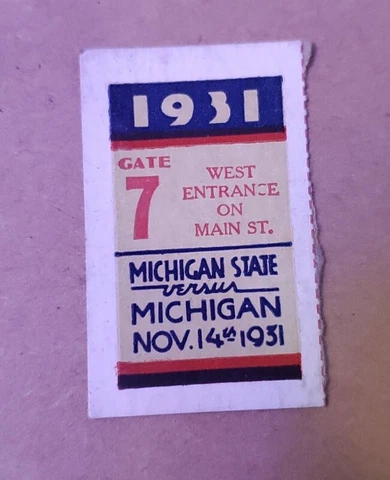 1931
GATE
7
WEST
ENTRANCE
ON
MAIN ST.
MICHIGAN STATE
versus
MICHIGAN
NOV. 14th 1931